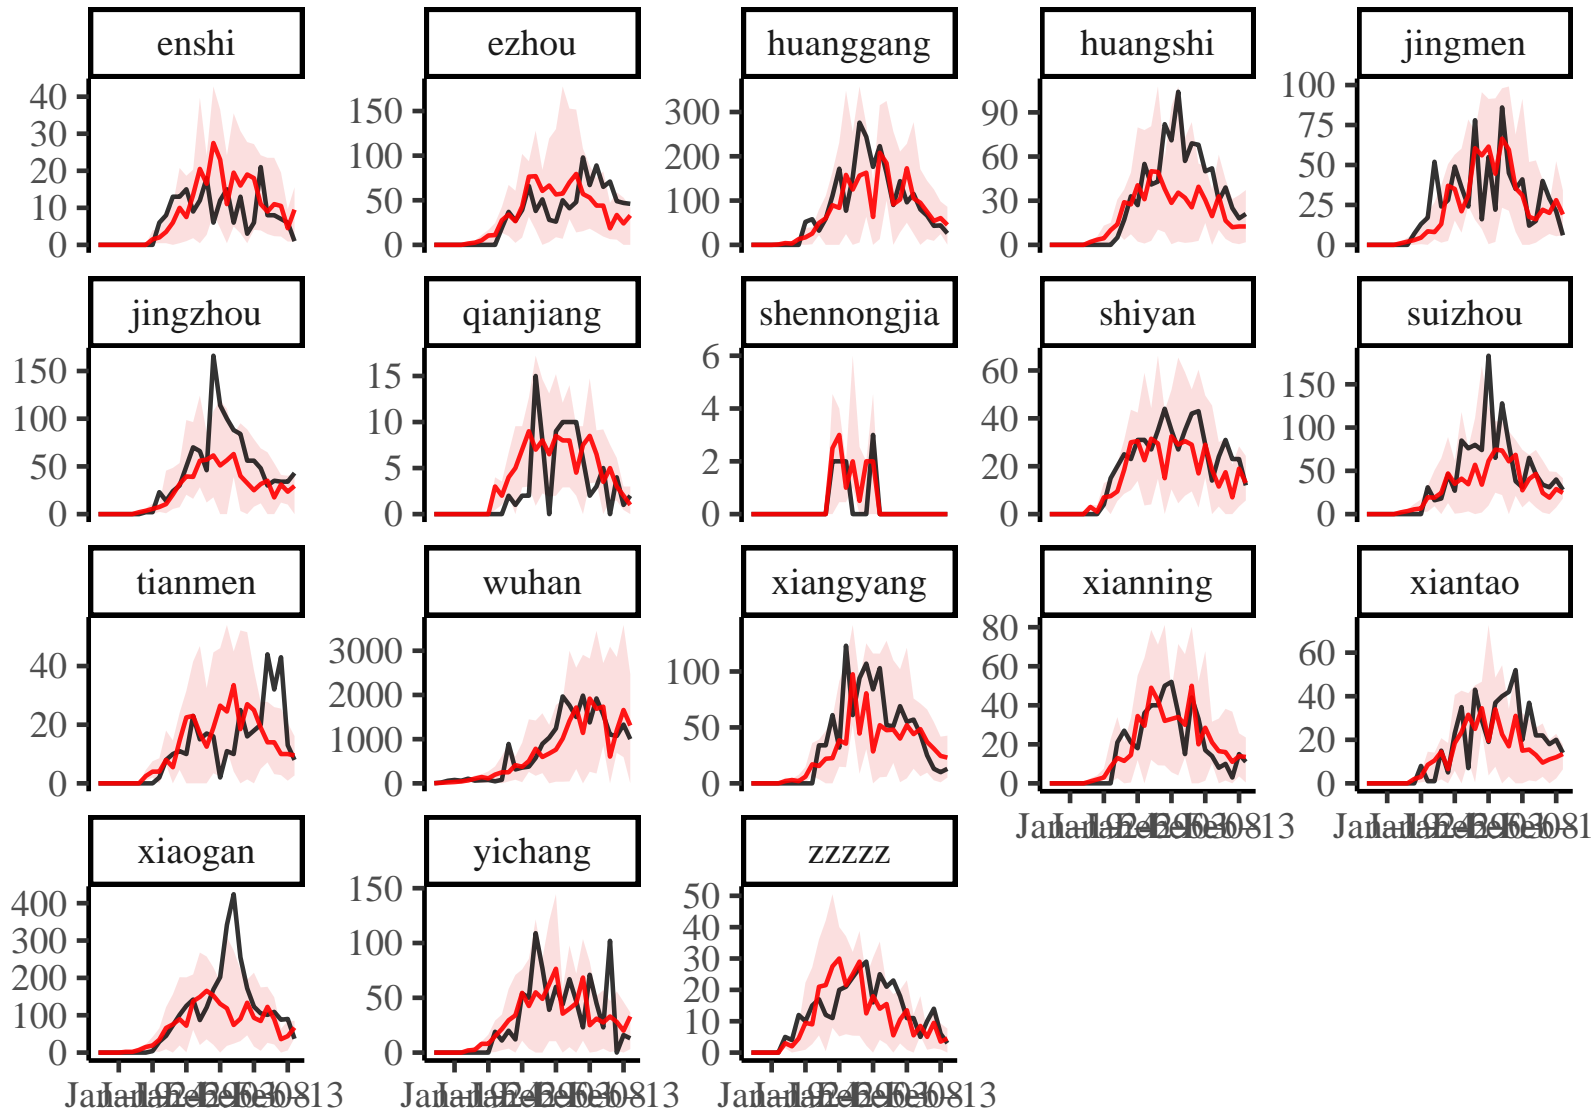 enshi ezhou huanggang huangshi jingmen
40 30 20 10 0
150 100 50 0
300 200 100 0
90 60 30 0
100 75 50 25 0
jingzhou qianjiang shennongjia shiyan suizhou
150 100 50 0
15 10 5 0
6 4 2 0
60 40 20 0
150 100 50 0
tianmen wuhan xiangyang xianning xiantao
40 20 0
3000 2000 1000 0
100 50 0
80 60 40 20 0
60 40 20 0
xiaogan yichang zzzzz
400 300 200 100 0
150 100 50 0
50 40 30 20 10 0